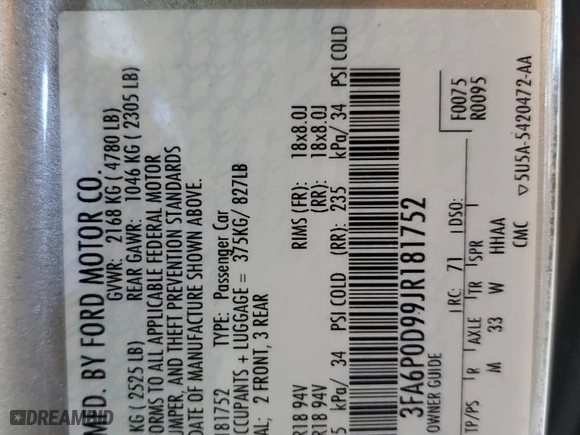 MFD. BY FORD MOTOR CO.
GVWR: 2168 KG ( 4780 LB)
KG ( 2525 LB) REAR GAWR: 1046 KG ( 2305 LB)
ORMS TO ALL APPLICABLE FEDERAL MOTOR
UMPER, AND THEFT PREVENTION STANDARDS
DATE OF MANUFACTURE SHOWN ABOVE.
181752 TYPE: Passenger Car
CCUPANTS + LUGGAGE = 375KG/ 827LB
AL; 2 FRONT, 3 REAR
R18 94V RIMS (FR): 18x8.0J
R18 94V (RR): 18x8.0J
5 kPa/ 34 PSI COLD (RR): 235 kPa/ 34 PSI COLD
3FA6P0D99JR181752
OWNER GUIDE RC: 71 DSO: F0075
R0095
TP/PS R AXLE TR SPR
M 33 W HHAA
CMC ▽5U5A-5420472-AA
DREAMBID